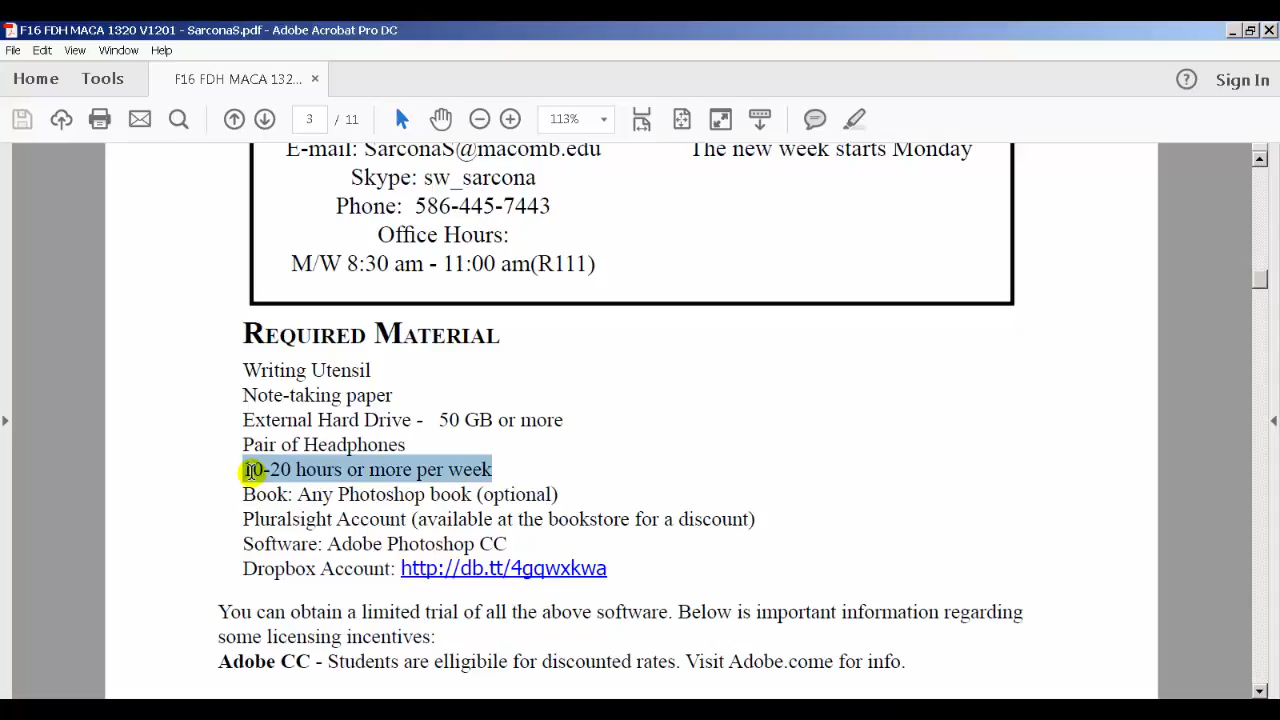 F16 FDH MACA 1320 V1201 - SarconaS.pdf - Adobe Acrobat Pro DC
File Edit View Window Help
Home Tools F16 FDH MACA 132... × ? Sign In
3 / 11 113%
E-mail: SarconaS@macomb.edu The new week starts Monday
Skype: sw_sarcona
Phone: 586-445-7443
Office Hours:
M/W 8:30 am - 11:00 am(R111)
REQUIRED MATERIAL
Writing Utensil
Note-taking paper
External Hard Drive - 50 GB or more
Pair of Headphones
10-20 hours or more per week
Book: Any Photoshop book (optional)
Pluralsight Account (available at the bookstore for a discount)
Software: Adobe Photoshop CC
Dropbox Account: http://db.tt/4gqwxkwa
You can obtain a limited trial of all the above software. Below is important information regarding
some licensing incentives:
Adobe CC - Students are elligibile for discounted rates. Visit Adobe.come for info.